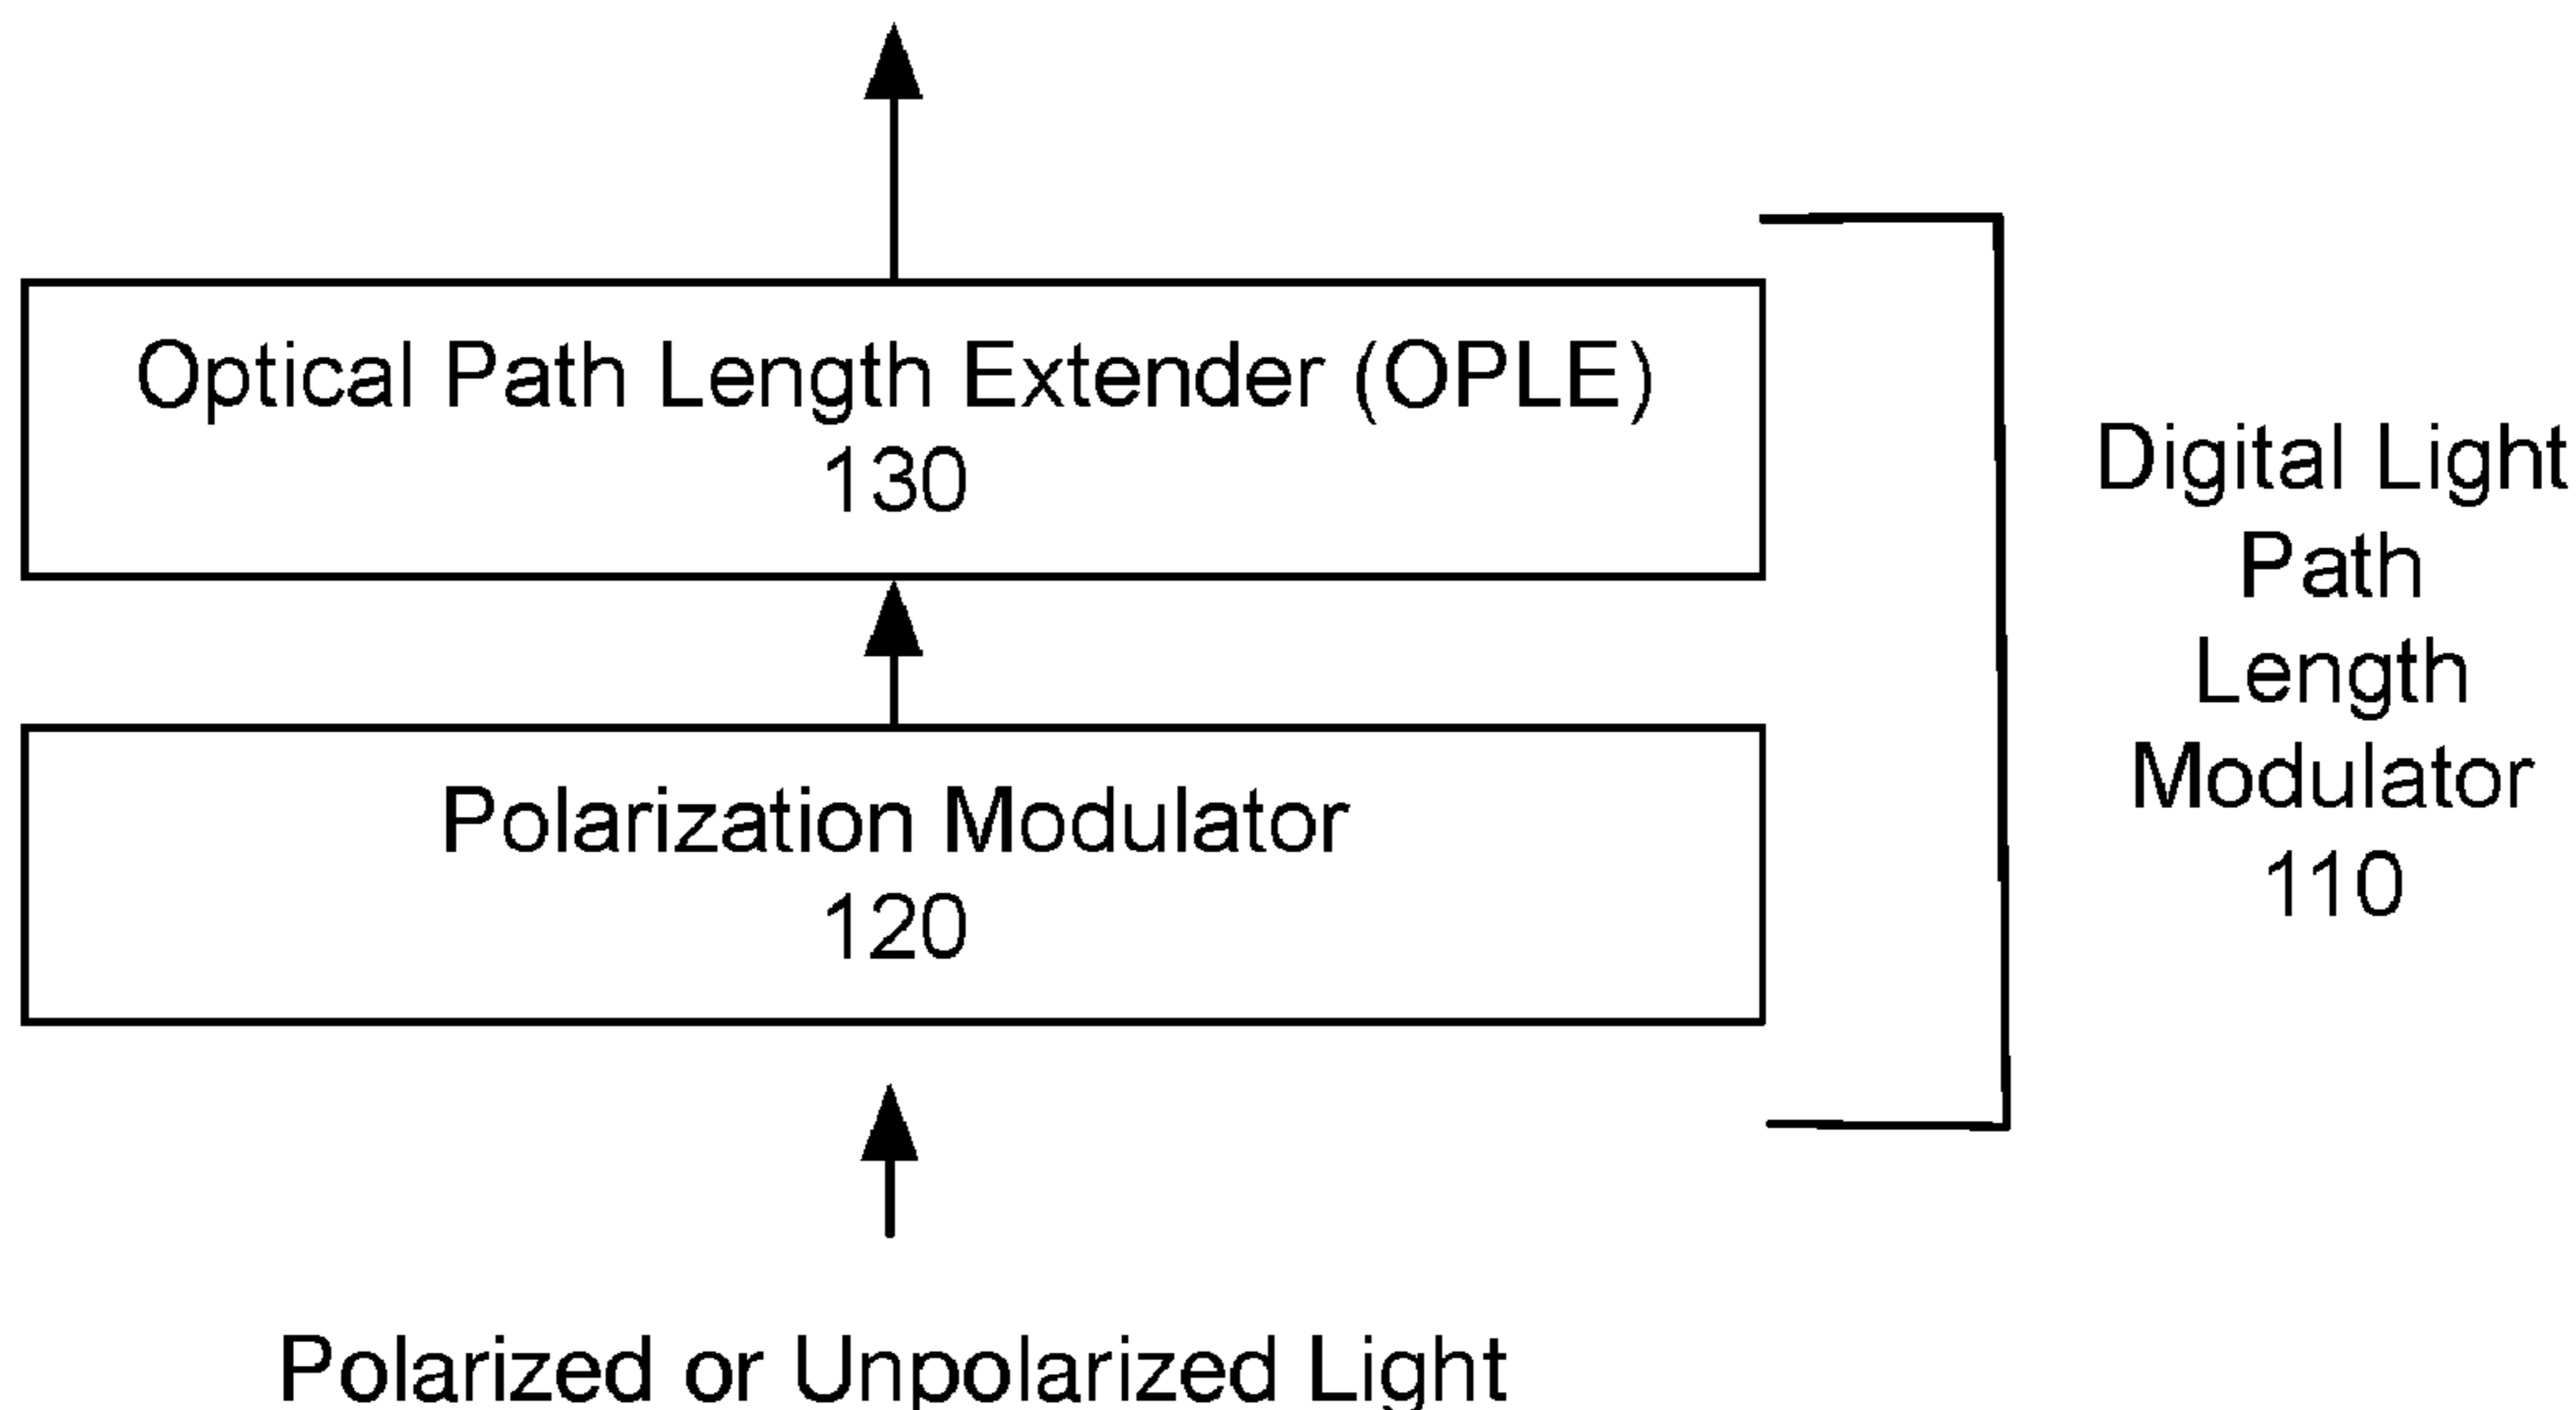 Optical Path Length Extender (OPLE)
130
Polarization Modulator
120
Digital Light
Path
Length
Modulator
110
Polarized or Unpolarized Light